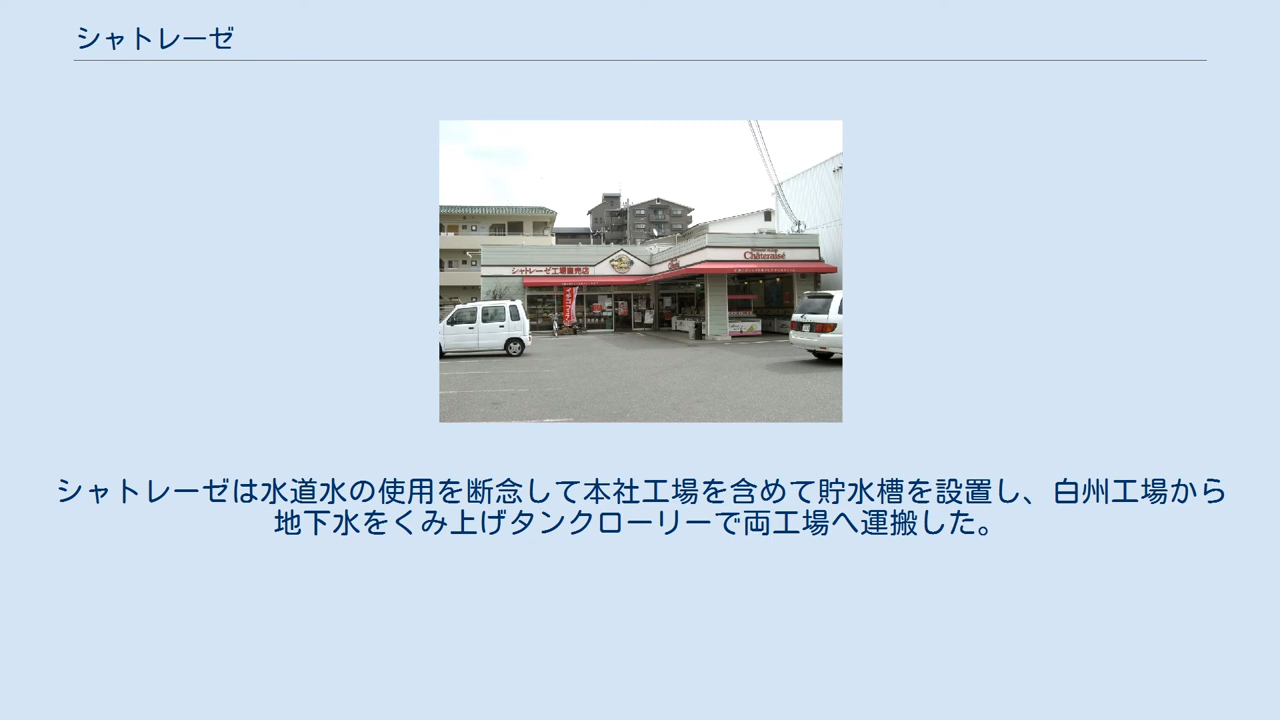 シャトレーゼ
シャトレーゼ工場直売店
Châteraisé
シャトレーゼは水道水の使用を断念して本社工場を含めて貯水槽を設置し、白州工場から
地下水をくみ上げタンクローリーで両工場へ運搬した。